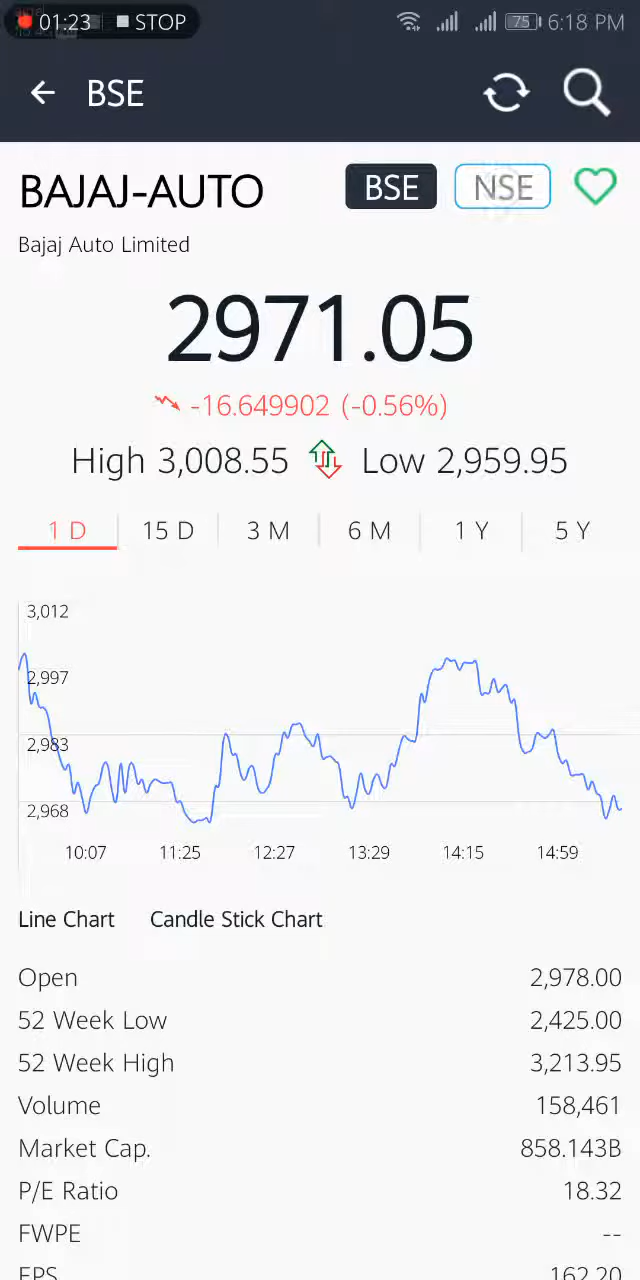 01:23 STOP 75 6:18 PM
BSE
BAJAJ-AUTO BSE NSE
Bajaj Auto Limited
2971.05
-16.649902 (-0.56%)
High 3,008.55 Low 2,959.95
1 D 15 D 3 M 6 M 1 Y 5 Y
3,012
2,997
2,983
2,968
10:07 11:25 12:27 13:29 14:15 14:59
Line Chart Candle Stick Chart
Open 2,978.00
52 Week Low 2,425.00
52 Week High 3,213.95
Volume 158,461
Market Cap. 858.143B
P/E Ratio 18.32
FWPE --
EPS 162.20